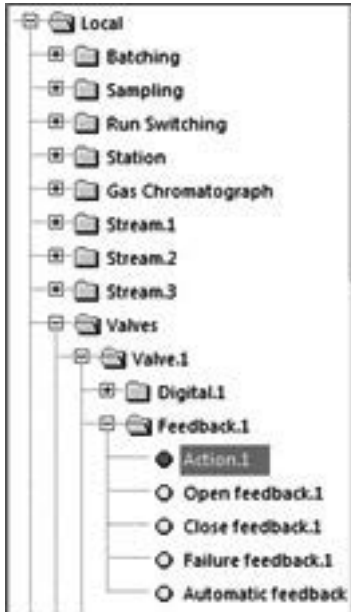 Local
Batching
Sampling
Run Switching
Station
Gas Chromatograph
Stream.1
Stream.2
Stream.3
Valves
Valve.1
Digital.1
Feedback.1
Action.1
Open feedback.1
Close feedback.1
Failure feedback.1
Automatic feedback